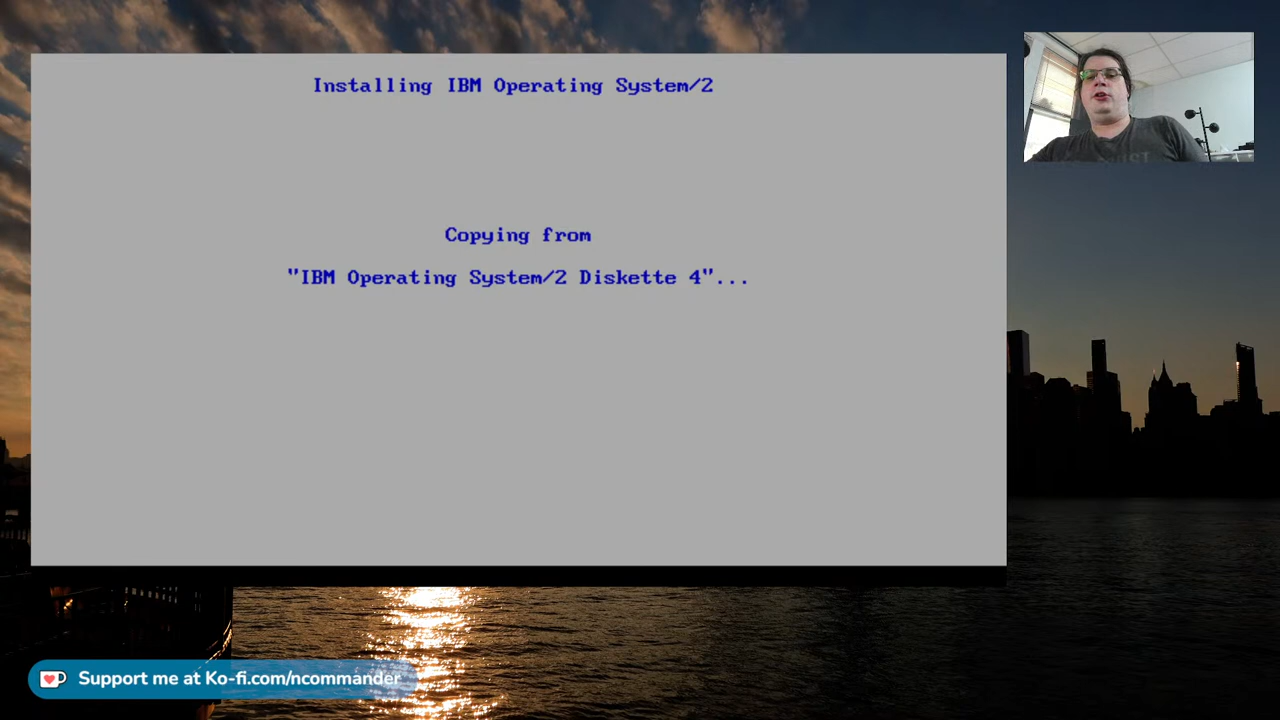 Installing IBM Operating System/2
Copying from
"IBM Operating System/2 Diskette 4"...
Support me at Ko-fi.com/ncommander